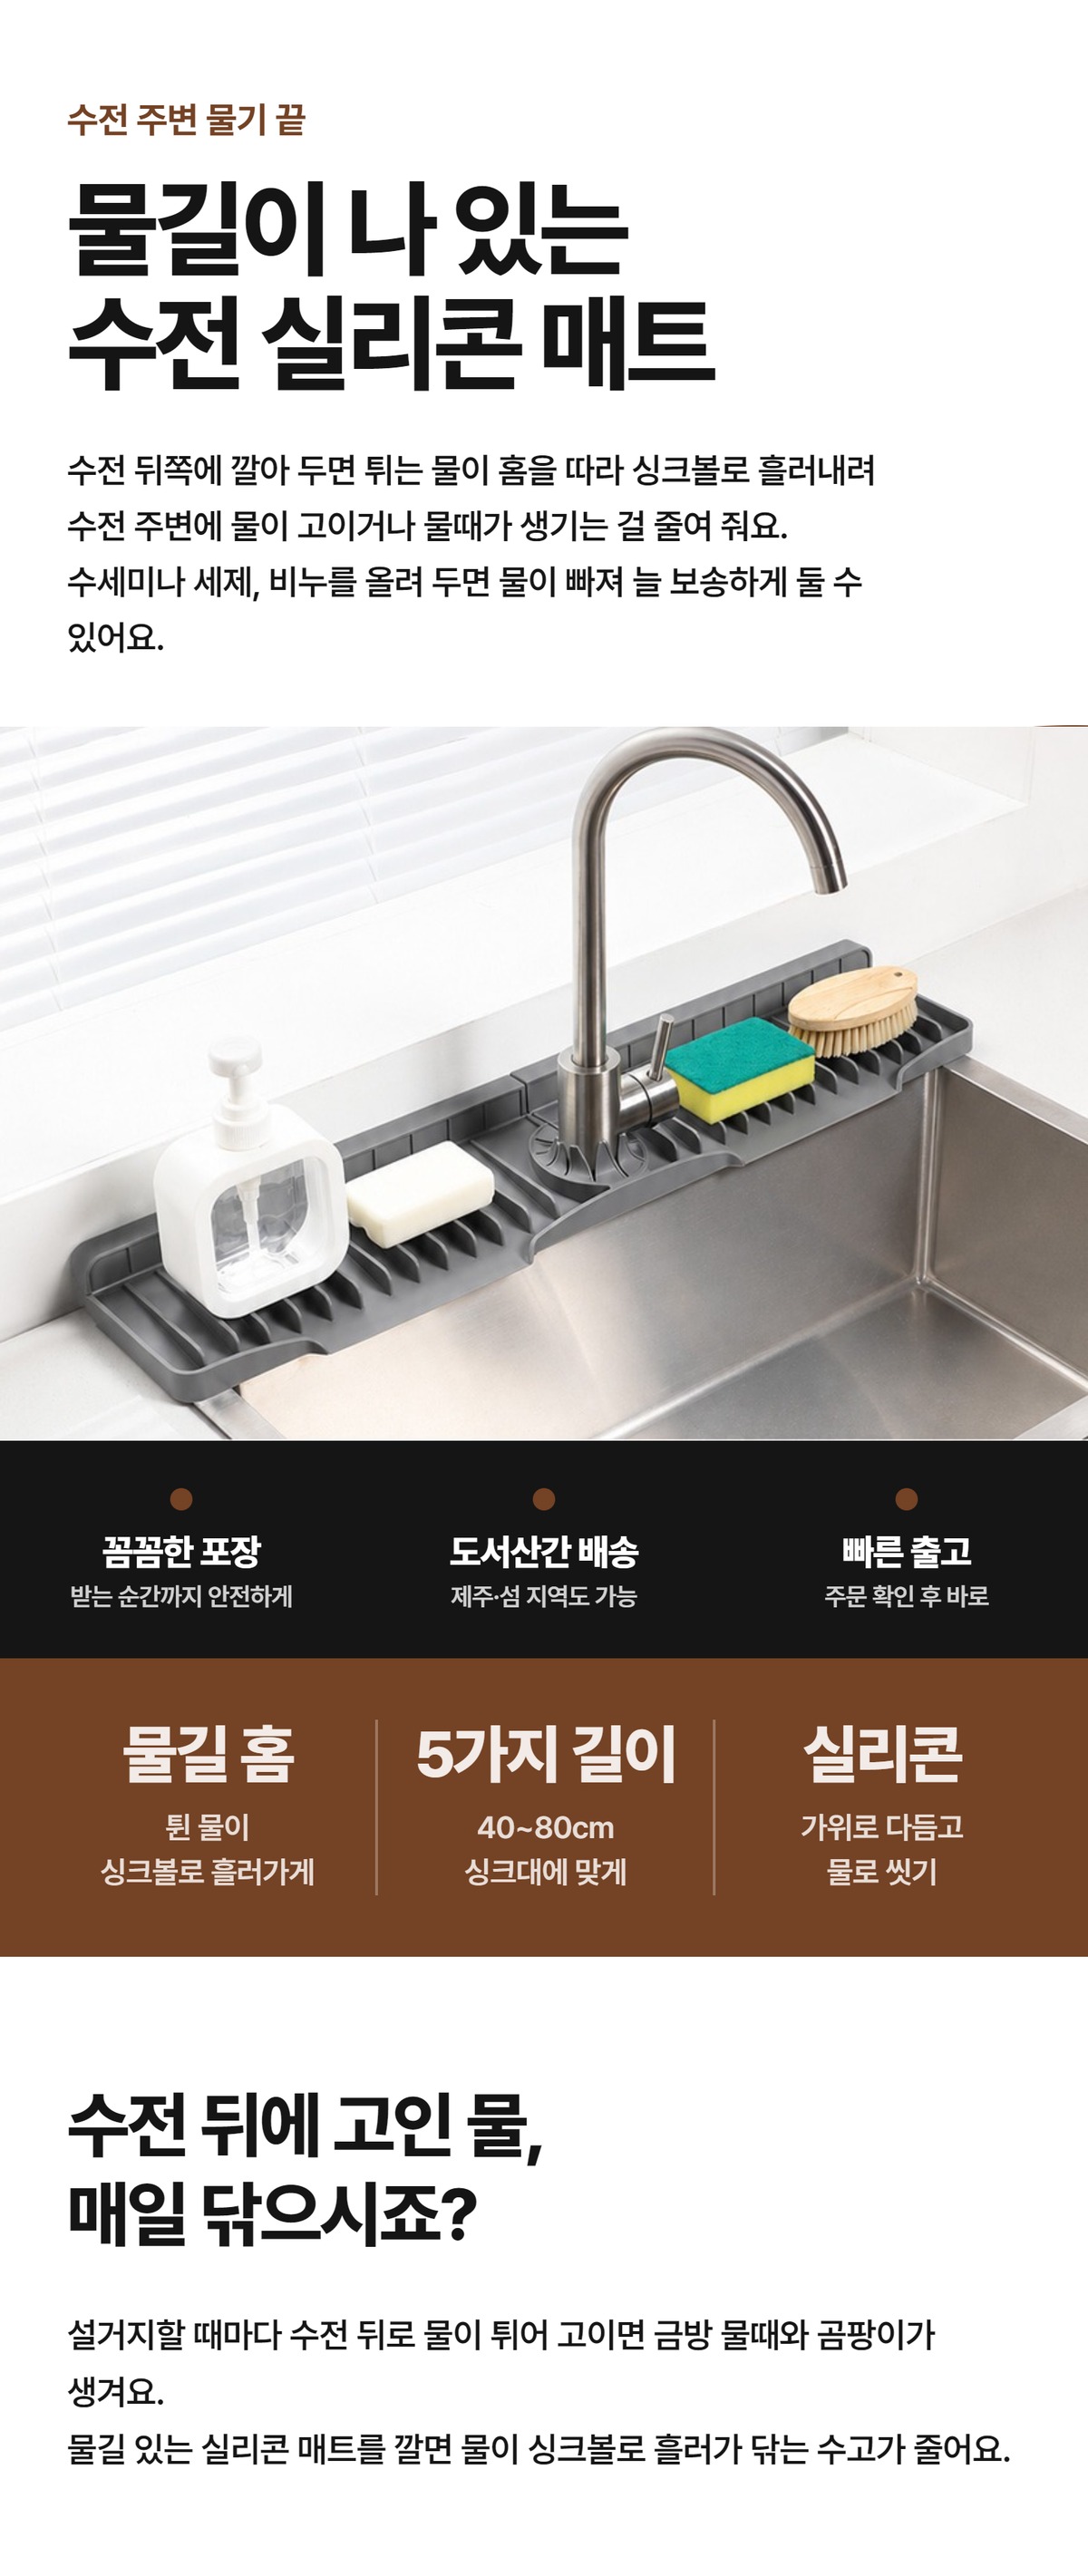 수전 주변 물기 끝
물길이 나 있는
수전 실리콘 매트
수전 뒤쪽에 깔아 두면 튀는 물이 홈을 따라 싱크볼로 흘러내려
수전 주변에 물이 고이거나 물때가 생기는 걸 줄여 줘요.
수세미나 세제, 비누를 올려 두면 물이 빠져 늘 보송하게 둘 수
있어요.
꼼꼼한 포장
받는 순간까지 안전하게
도서산간 배송
제주·섬 지역도 가능
빠른 출고
주문 확인 후 바로
물길 홈
튄 물이
싱크볼로 흘러가게
5가지 길이
40~80cm
싱크대에 맞게
실리콘
가위로 다듬고
물로 씻기
수전 뒤에 고인 물,
매일 닦으시죠?
설거지할 때마다 수전 뒤로 물이 튀어 고이면 금방 물때와 곰팡이가
생겨요.
물길 있는 실리콘 매트를 깔면 물이 싱크볼로 흘러가 닦는 수고가 줄어요.